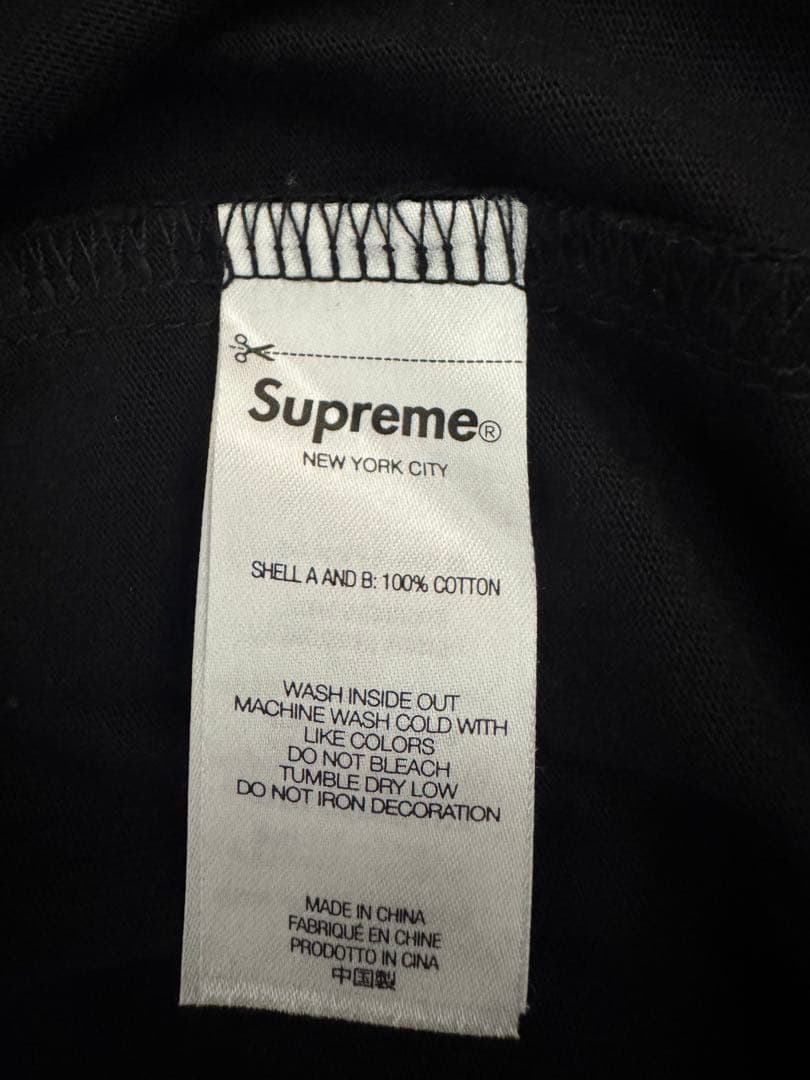 Supreme®
NEW YORK CITY
SHELL A AND B: 100% COTTON
WASH INSIDE OUT
MACHINE WASH COLD WITH
LIKE COLORS
DO NOT BLEACH
TUMBLE DRY LOW
DO NOT IRON DECORATION
MADE IN CHINA
FABRIQUÉ EN CHINE
PRODOTTO IN CINA
中国製